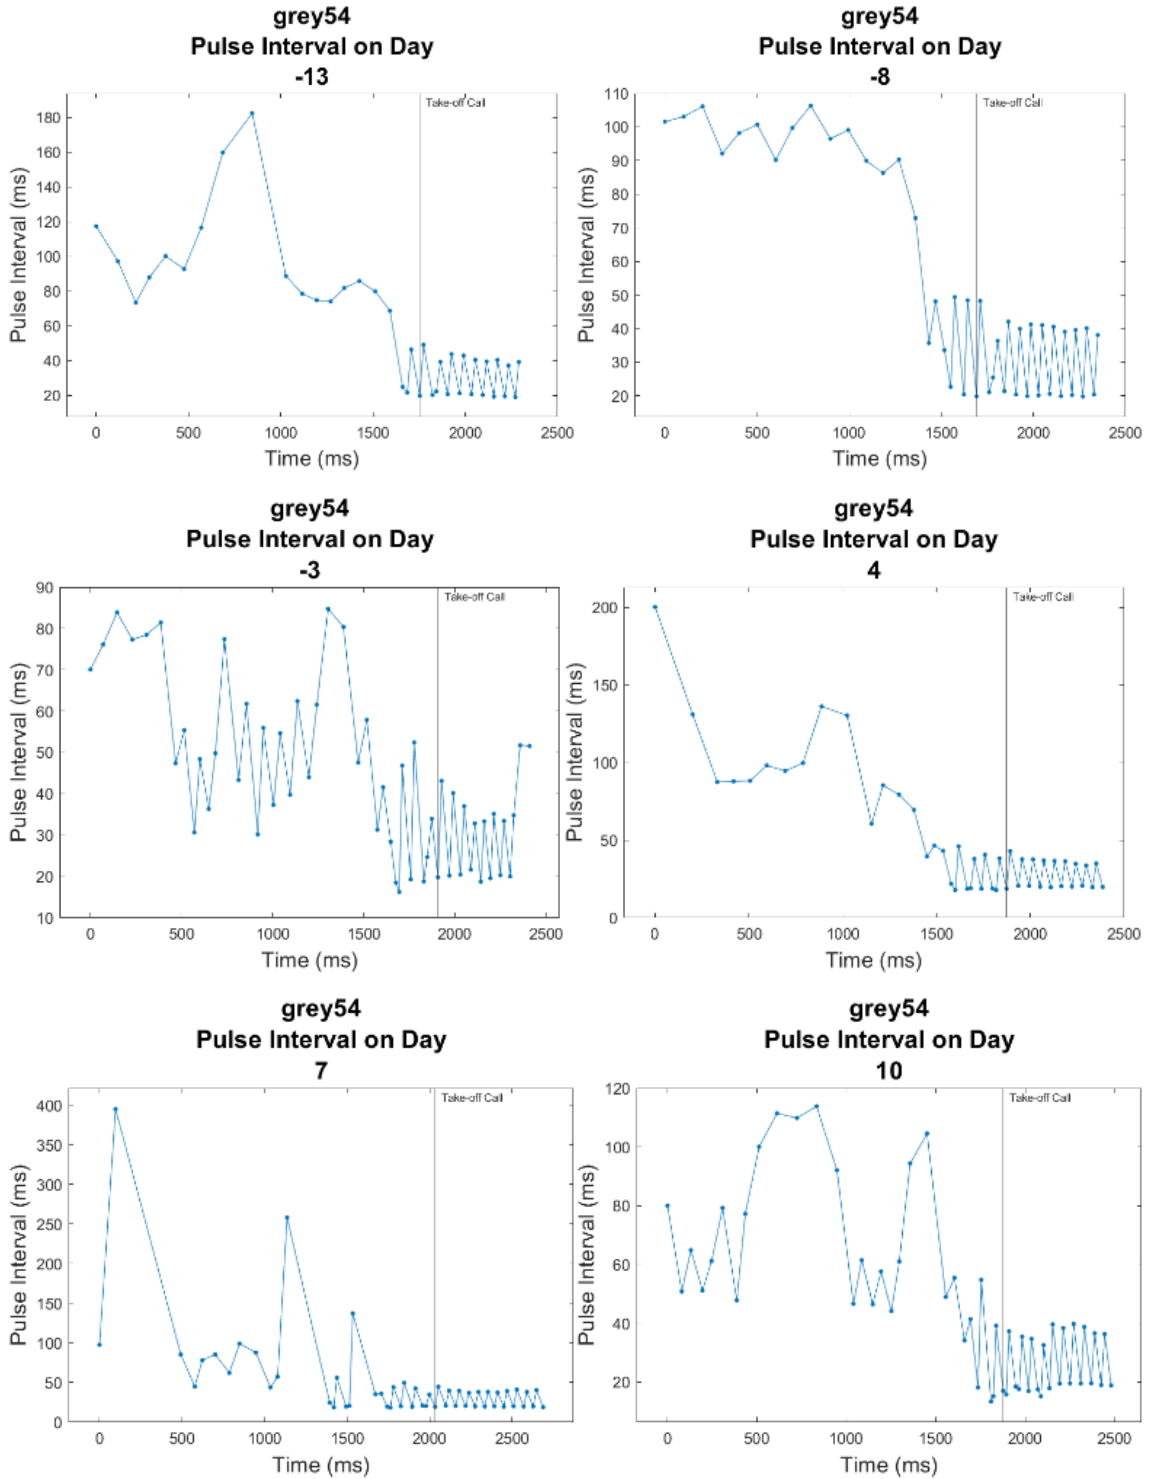 grey54
Pulse Interval on Day
-13
Pulse Interval (ms)
180
160
140
120
100
80
60
40
20
Take-off Call
0 500 1000 1500 2000 2500
Time (ms)
grey54
Pulse Interval on Day
-8
Pulse Interval (ms)
110
100
90
80
70
60
50
40
30
20
Take-off Call
0 500 1000 1500 2000 2500
Time (ms)
grey54
Pulse Interval on Day
-3
Pulse Interval (ms)
90
80
70
60
50
40
30
20
10
Take-off Call
0 500 1000 1500 2000 2500
Time (ms)
grey54
Pulse Interval on Day
4
Pulse Interval (ms)
200
150
100
50
0
Take-off Call
0 500 1000 1500 2000 2500
Time (ms)
grey54
Pulse Interval on Day
7
Pulse Interval (ms)
400
350
300
250
200
150
100
50
0
Take-off Call
0 500 1000 1500 2000 2500
Time (ms)
grey54
Pulse Interval on Day
10
Pulse Interval (ms)
120
100
80
60
40
20
Take-off Call
0 500 1000 1500 2000 2500
Time (ms)